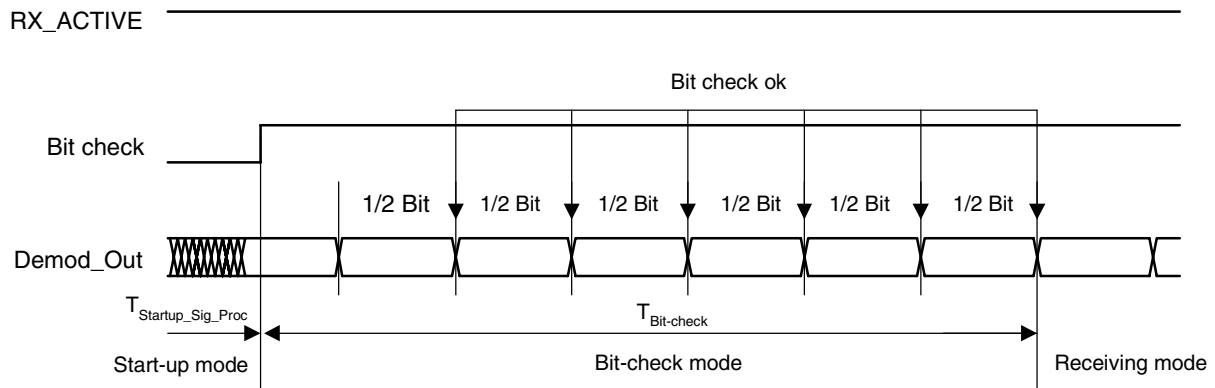 RX_ACTIVE
Bit check ok
Bit check
1/2 Bit 1/2 Bit 1/2 Bit 1/2 Bit 1/2 Bit 1/2 Bit
Demod_Out
TStartup_Sig_Proc TBit-check
Start-up mode Bit-check mode Receiving mode